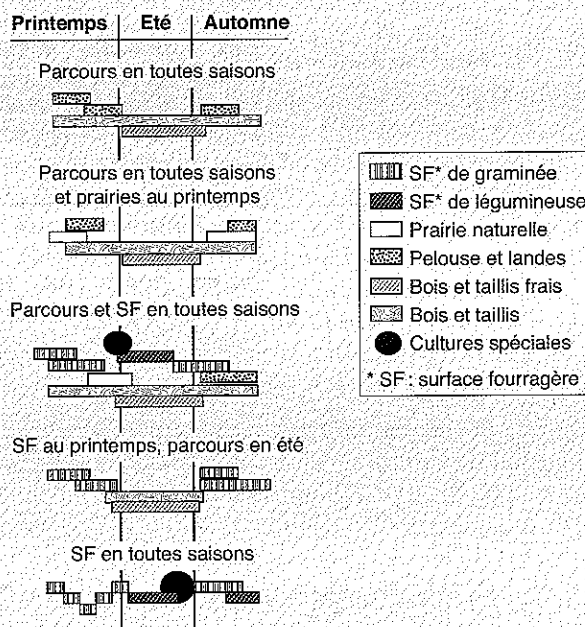 Printemps Eté Automne
Parcours en toutes saisons
Parcours en toutes saisons
et prairies au printemps
Parcours et SF en toutes saisons
SF au printemps, parcours en été
SF en toutes saisons
SF* de graminée
SF* de légumineuse
Prairie naturelle
Pelouse et landes
Bois et taillis frais
Bois et taillis
Cultures spéciales
* SF : surface fourragère